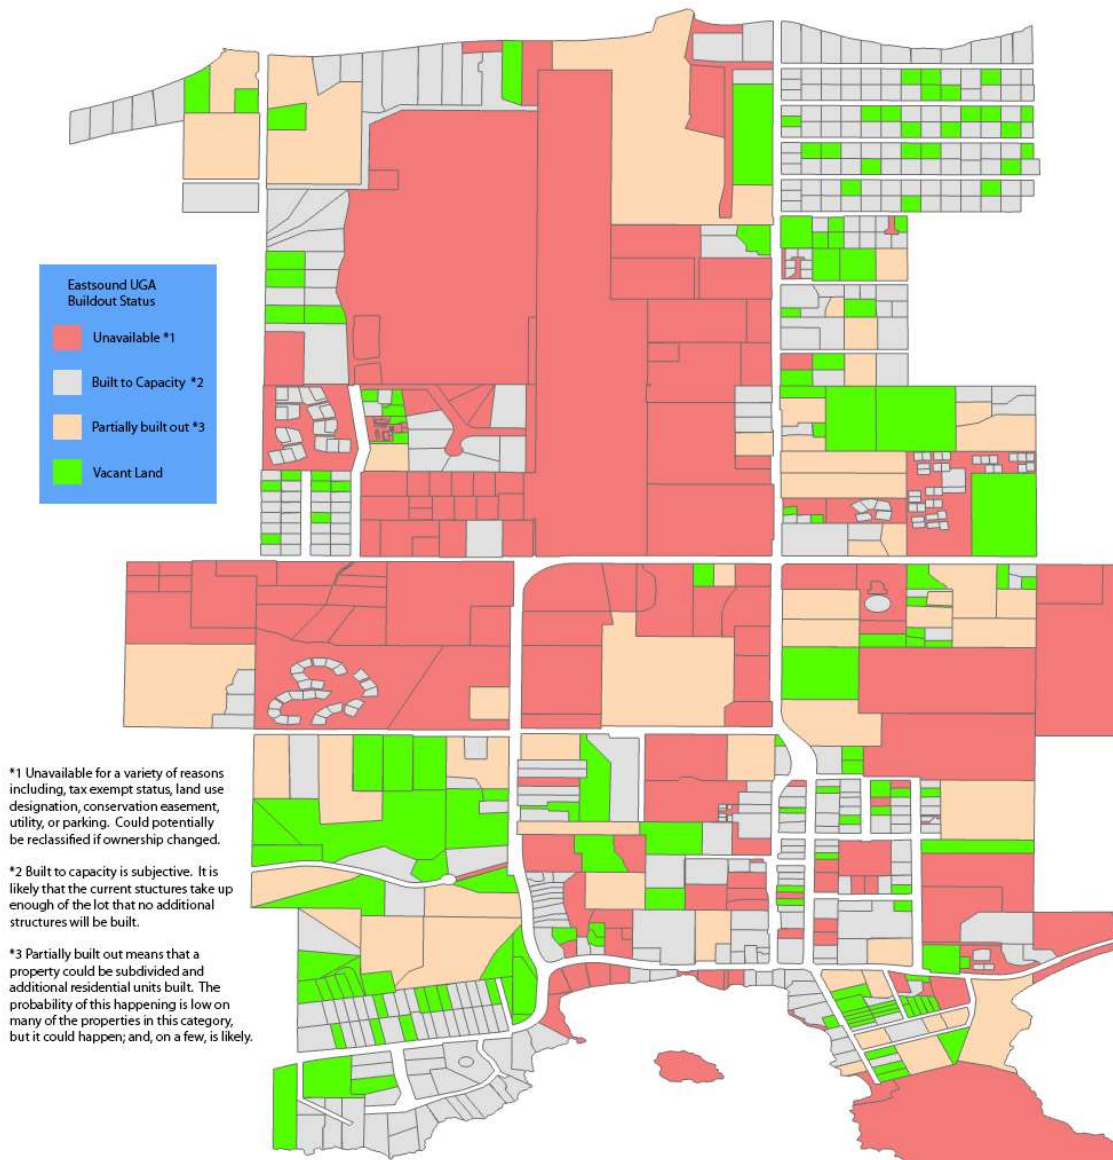 Eastsound UGA
Buildout Status
Unavailable *1
Built to Capacity *2
Partially built out *3
Vacant Land
*1 Unavailable for a variety of reasons
including, tax exempt status, land use
designation, conservation easement,
utility, or parking. Could potentially
be reclassified if ownership changed.
*2 Built to capacity is subjective. It is
likely that the current stuctures take up
enough of the lot that no additional
structures will be built.
*3 Partially built out means that a
property could be subdivided and
additional residential units built. The
probability of this happening is low on
many of the properties in this category,
but it could happen; and, on a few, is likely.